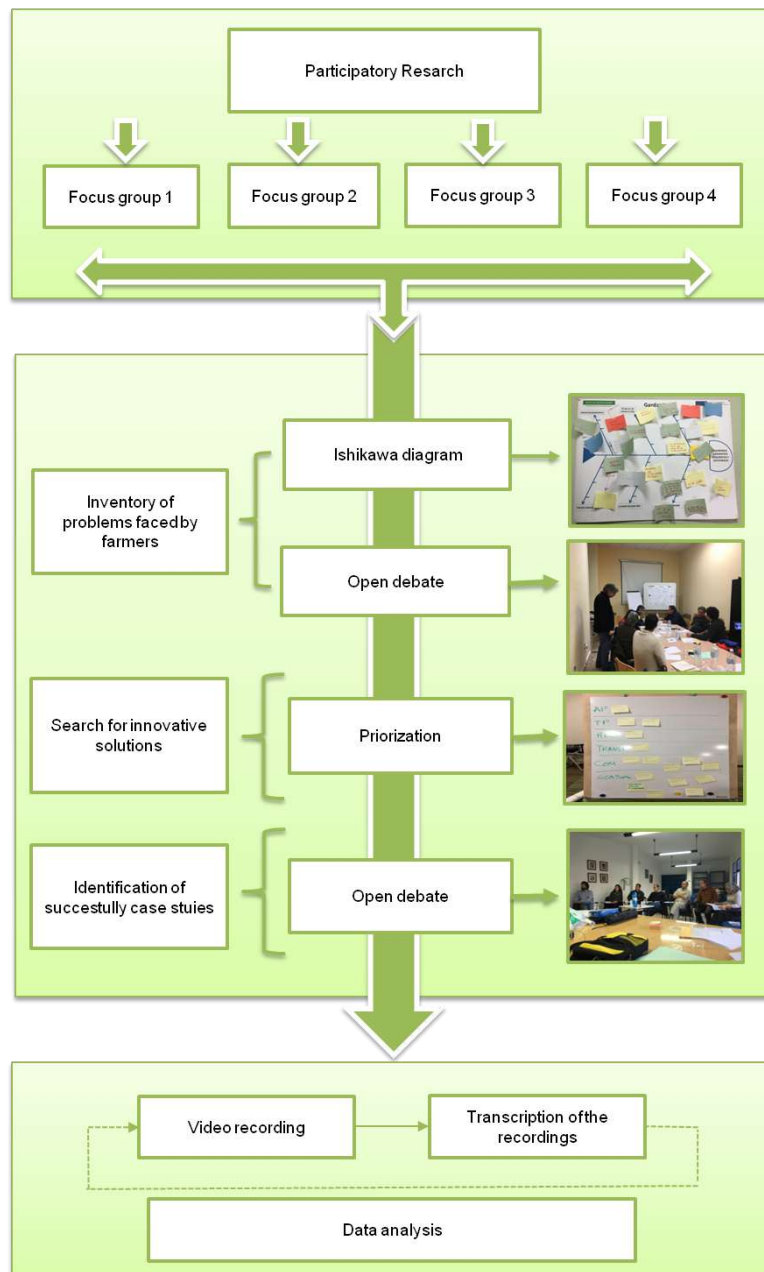 Participatory Resarch
Focus group 1
Focus group 2
Focus group 3
Focus group 4
Inventory of
problems faced by
farmers
Ishikawa diagram
Open debate
Search for innovative
solutions
Priorization
Identification of
succestully case stuies
Open debate
Video recording
Transcription of the
recordings
Data analysis